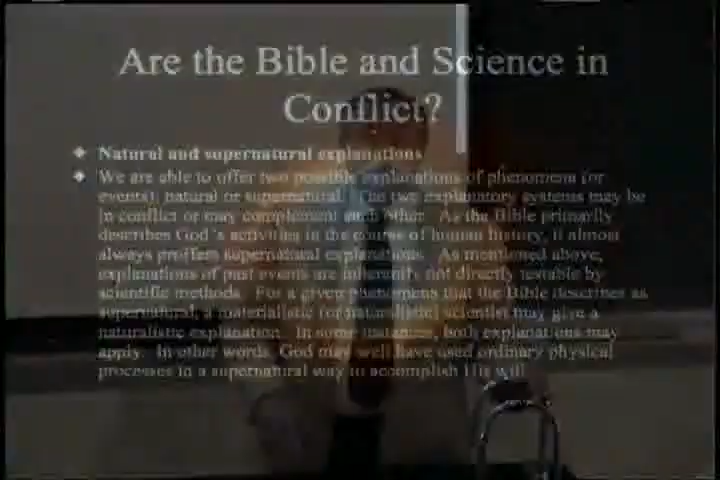 Are the Bible and Science in
Conflict?
Natural and supernatural explanations
We are able to offer two possible explanations of phenomena (or
events); natural or supernatural. The two explanatory systems may be
in conflict or may complement each other. As the Bible primarily
describes God's activities in the course of human history, it almost
always proffers supernatural explanations. As mentioned above,
explanations of past events are inherently not directly testable by
scientific methods. For a given phenomena that the Bible describes as
supernatural, a materialistic (or naturalistic) scientist may give a
naturalistic explanation. In some instances, both explanations may
apply. In other words, God may well have used ordinary physical
processes in a supernatural way to accomplish His will.